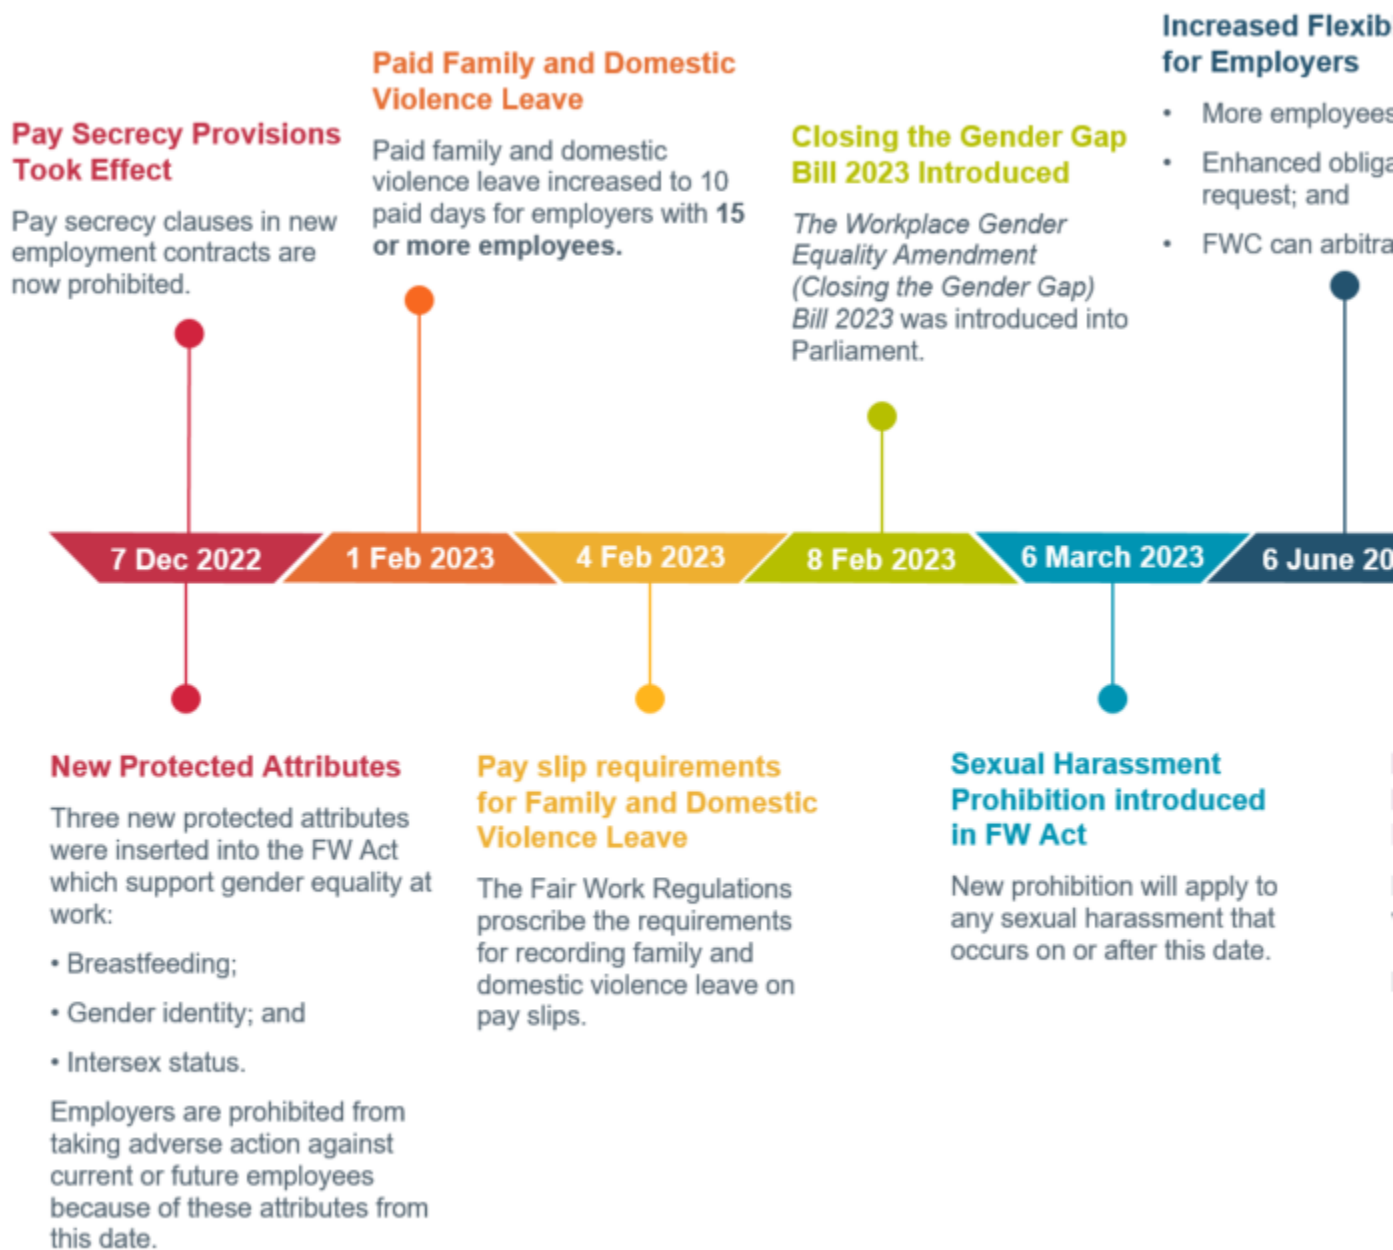 Pay Secrecy Provisions
Took Effect
Pay secrecy clauses in new
employment contracts are
now prohibited.
Paid Family and Domestic
Violence Leave
Paid family and domestic
violence leave increased to 10
paid days for employers with 15
or more employees.
Closing the Gender Gap
Bill 2023 Introduced
The Workplace Gender
Equality Amendment
(Closing the Gender Gap)
Bill 2023 was introduced into
Parliament.
Increased
for Employers
• More employees
• Enhanced
request; and
• FWC can
7 Dec 2022
1 Feb 2023
4 Feb 2023
8 Feb 2023
6 March 2023
6 June
New Protected Attributes
Three new protected attributes
were inserted into the FW Act
which support gender equality at
work:
• Breastfeeding;
• Gender identity; and
• Intersex status.
Employers are prohibited from
taking adverse action against
current or future employees
because of these attributes from
this date.
Pay slip requirements
for Family and Domestic
Violence Leave
The Fair Work Regulations
proscribe the requirements
for recording family and
domestic violence leave on
pay slips.
Sexual Harassment
Prohibition introduced
in FW Act
New prohibition will apply to
any sexual harassment that
occurs on or after this date.